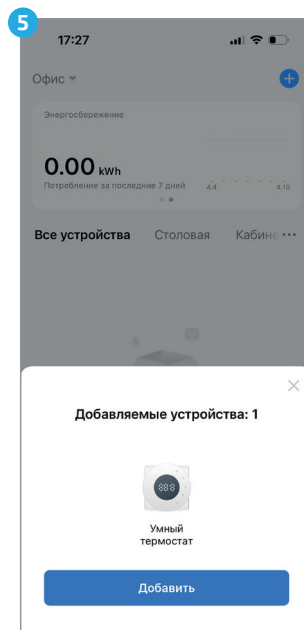 5
17:27
Офис
Энергосбережение
0.00 kWh
Потребление за последние 7 дней
4.4 4.10
Все устройства Столовая Кабине ...
Добавляемые устройства: 1
888
Умный
термостат
Добавить